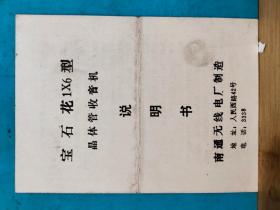 宝石花1X6型
晶体管收音机
说明书
南通无线电厂制造
地址：人民西路42号
电话：3138